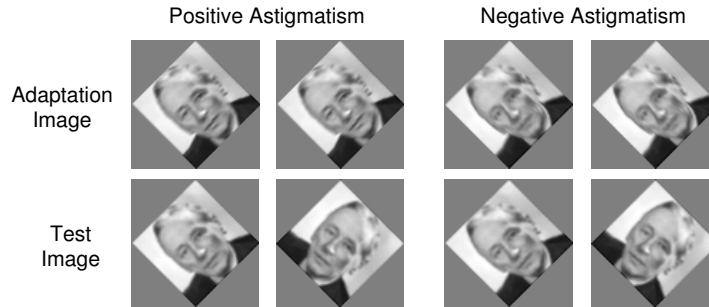 Positive Astigmatism
Negative Astigmatism
Adaptation
Image
Test
Image